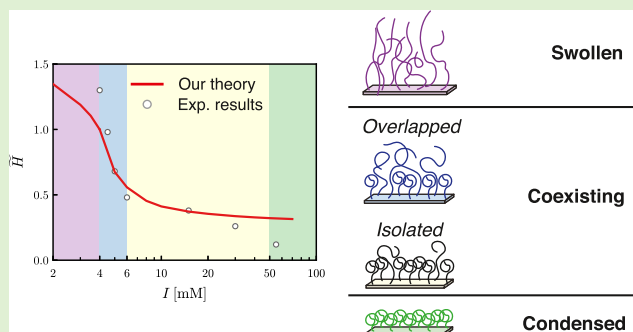 Swollen
1.5
Our theory
Exp. results
1.0
H̃
0.5
0.0
2
4
6
10
20
50
100
I [mM]
Overlapped
Coexisting
Isolated
Condensed